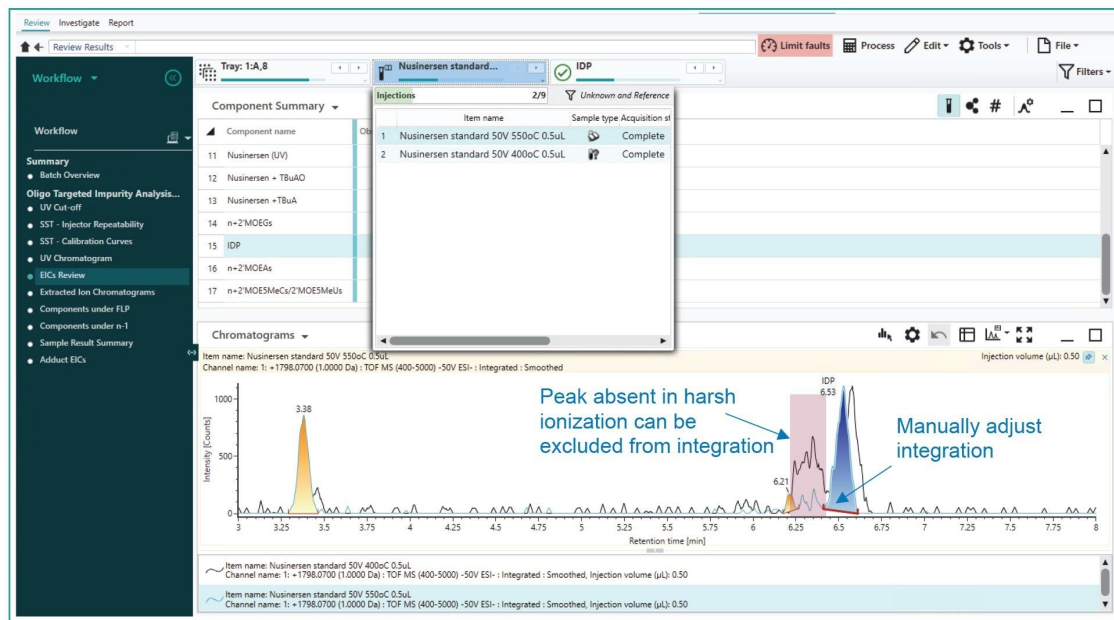 Review Investigate Report
Review Results
Limit faults Process Edit Tools File
Workflow
Tray: 1:A,8
Nusinersen standard...
IDP
Filters
Injections 2/9 Unknown and Reference
Item name Sample type Acquisition st
1 Nusinersen standard 50V 550oC 0.5uL Complete
2 Nusinersen standard 50V 400oC 0.5uL Complete
Workflow
Summary
Batch Overview
Oligo Targeted Impurity Analysis...
UV Cut-off
SST - Injector Repeatability
SST - Calibration Curves
UV Chromatogram
EICs Review
Extracted Ion Chromatograms
Components under FLP
Components under n-1
Sample Result Summary
Adduct EICs
Component Summary
#
Component name Ob
11 Nusinersen (UV)
12 Nusinersen + TBuAO
13 Nusinersen +TBuA
14 n+2'MOEGs
15 IDP
16 n+2'MOEAs
17 n+2'MOE5MeCs/2'MOE5MeUs
Chromatograms
Item name: Nusinersen standard 50V 550oC 0.5uL
Channel name: 1: +1798.0700 (1.0000 Da) : TOF MS (400-5000) -50V ESI- : Integrated : Smoothed
Injection volume (µL): 0.50
Intensity [Counts]
1000
500
0
3.38
6.21
IDP
6.53
Peak absent in harsh
ionization can be
excluded from integration
Manually adjust
integration
3 3.25 3.5 3.75 4 4.25 4.5 4.75 5 5.25 5.5 5.75 6 6.25 6.5 6.75 7 7.25 7.5 7.75 8
Retention time [min]
Item name: Nusinersen standard 50V 400oC 0.5uL
Channel name: 1: +1798.0700 (1.0000 Da) : TOF MS (400-5000) -50V ESI- : Integrated : Smoothed, Injection volume (µL): 0.50
Item name: Nusinersen standard 50V 550oC 0.5uL
Channel name: 1: +1798.0700 (1.0000 Da) : TOF MS (400-5000) -50V ESI- : Integrated : Smoothed, Injection volume (µL): 0.50